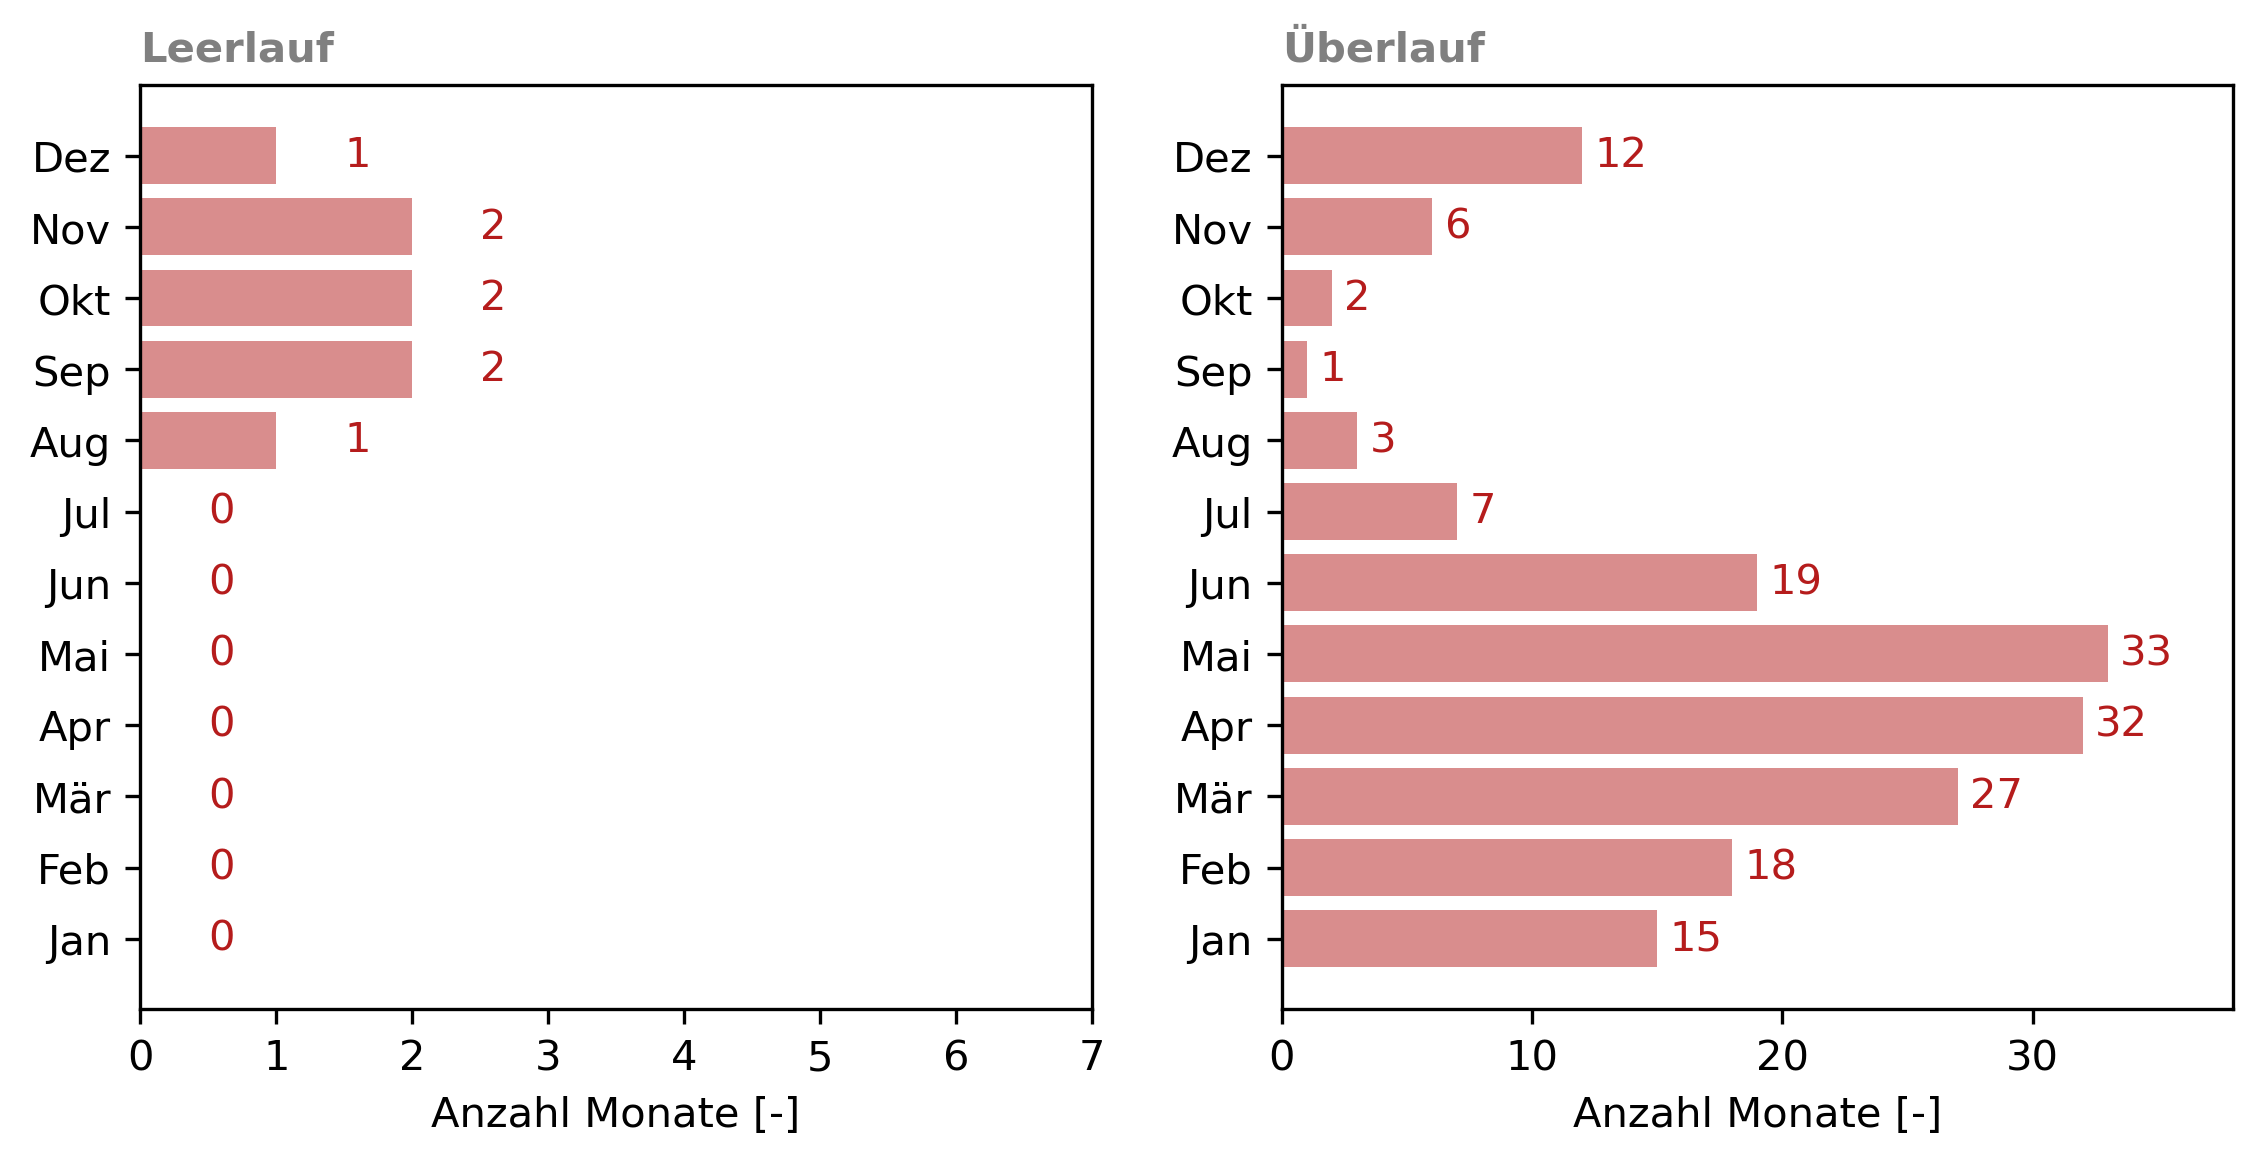 Leerlauf
Dez 1
Nov 2
Okt 2
Sep 2
Aug 1
Jul 0
Jun 0
Mai 0
Apr 0
Mär 0
Feb 0
Jan 0
0 1 2 3 4 5 6 7
Anzahl Monate [-]
Überlauf
Dez 12
Nov 6
Okt 2
Sep 1
Aug 3
Jul 7
Jun 19
Mai 33
Apr 32
Mär 27
Feb 18
Jan 15
0 10 20 30
Anzahl Monate [-]